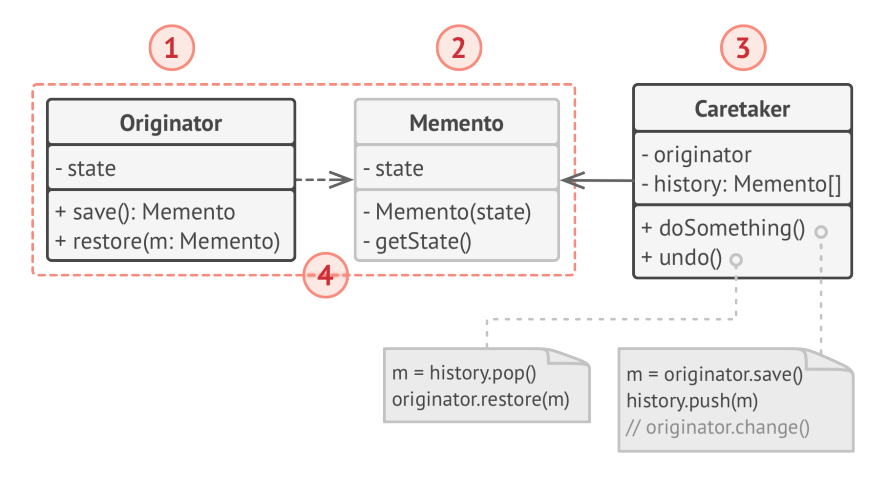 1
2
3
Originator
- state
+ save(): Memento
+ restore(m: Memento)
Memento
- state
- Memento(state)
- getState()
Caretaker
- originator
- history: Memento[]
+ doSomething()
+ undo()
4
m = history.pop()
originator.restore(m)
m = originator.save()
history.push(m)
// originator.change()